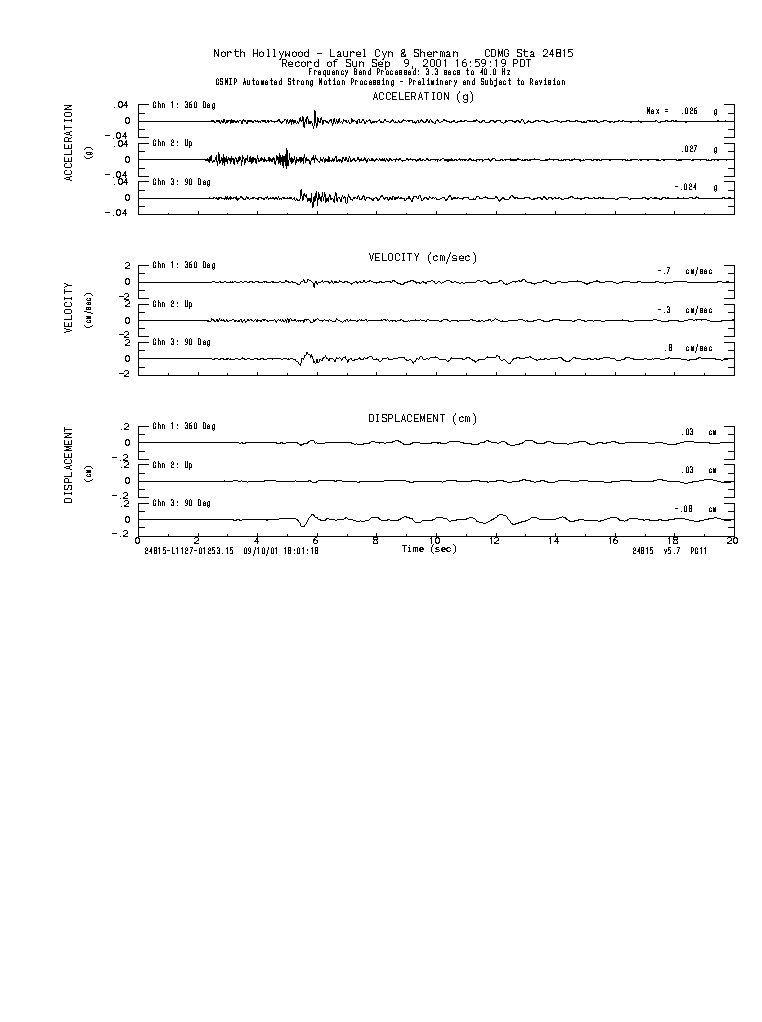 North Hollywood - Laurel Cyn & Sherman    CDMG Sta 24815
Record of Sun Sep  9, 2001 16:59:19 PDT
Frequency Band Processed: 3.3 secs to 40.0 Hz
CSMIP Automated Strong Motion Processing - Preliminary and Subject to Revision
ACCELERATION (g)
ACCELERATION
(g)
.04
0
-.04
Chn 1: 360 Deg
Max = .026 g
.04
0
-.04
Chn 2: Up
.027 g
.04
0
-.04
Chn 3: 90 Deg
-.024 g
VELOCITY (cm/sec)
VELOCITY
(cm/sec)
2
0
-2
Chn 1: 360 Deg
-.7 cm/sec
2
0
-2
Chn 2: Up
-.3 cm/sec
2
0
-2
Chn 3: 90 Deg
.8 cm/sec
DISPLACEMENT (cm)
DISPLACEMENT
(cm)
.2
0
-.2
Chn 1: 360 Deg
.03 cm
.2
0
-.2
Chn 2: Up
.03 cm
.2
0
-.2
Chn 3: 90 Deg
-.08 cm
0 2 4 6 8 10 12 14 16 18 20
Time (sec)
24815-L1127-01253.15  09/10/01 18:01:18
24815  v5.7  PC11